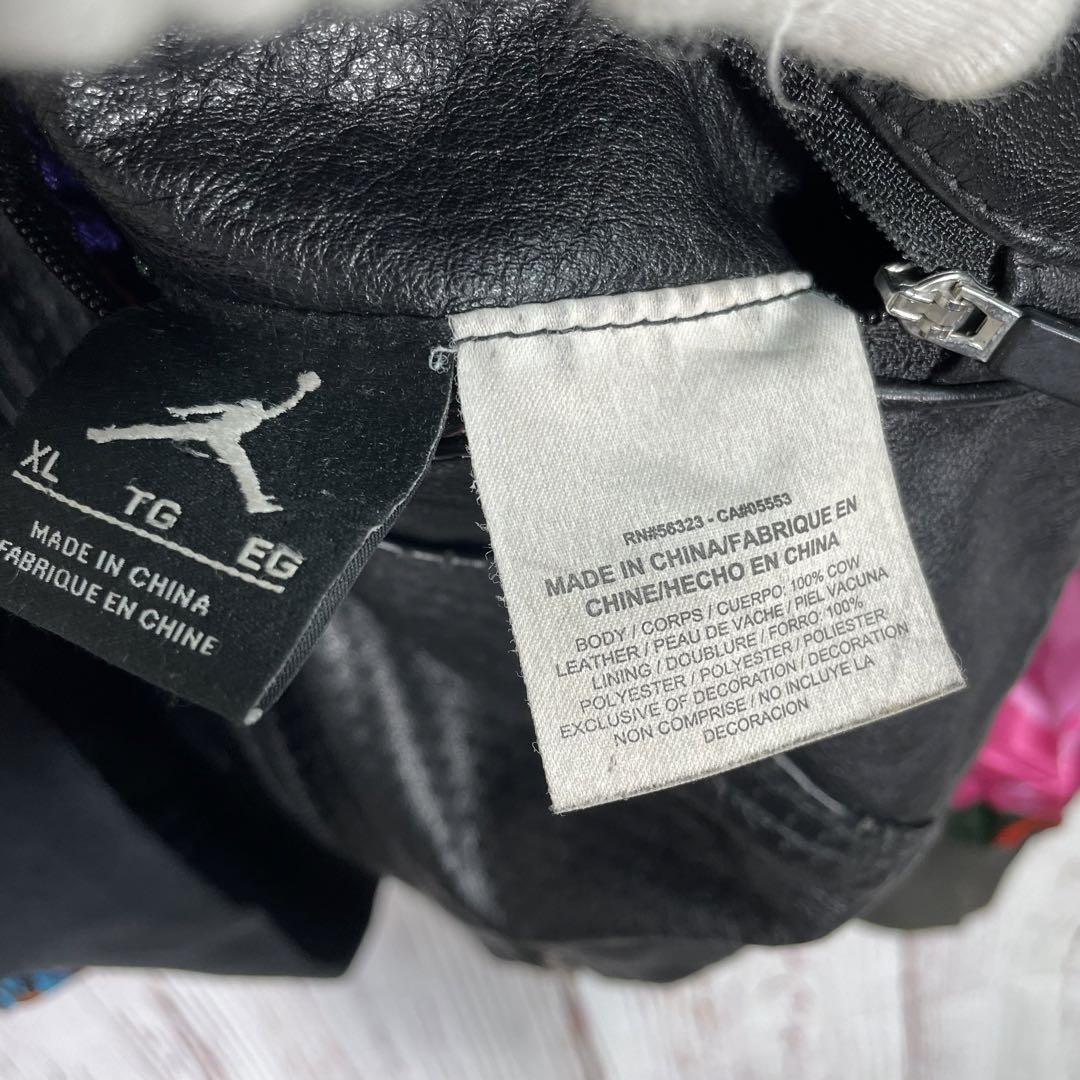 XL
TG
EG
MADE IN CHINA
FABRIQUE EN CHINE
RN#56323 - CA#05553
MADE IN CHINA/FABRIQUE EN
CHINE/HECHO EN CHINA
BODY / CORPS / CUERPO: 100% COW
LEATHER / PEAU DE VACHE / PIEL VACUNA
LINING / DOUBLURE / FORRO: 100%
POLYESTER / POLYESTER / POLIESTER
EXCLUSIVE OF DECORATION / DECORATION
NON COMPRISE / NO INCLUYE LA
DECORACION